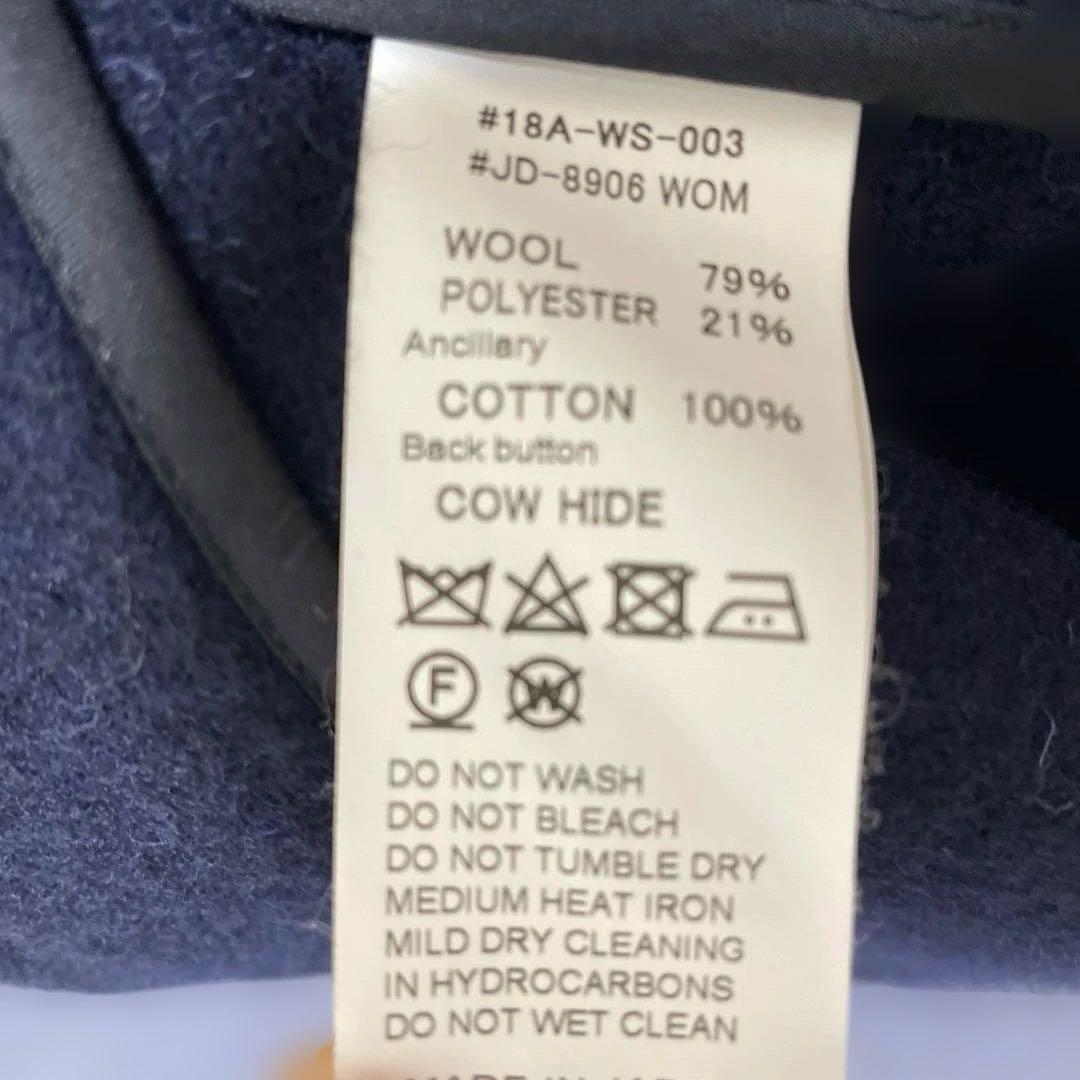 #18A-WS-003
#JD-8906 WOM
WOOL 79%
POLYESTER 21%
Ancillary
COTTON 100%
Back button
COW HIDE
F W
DO NOT WASH
DO NOT BLEACH
DO NOT TUMBLE DRY
MEDIUM HEAT IRON
MILD DRY CLEANING
IN HYDROCARBONS
DO NOT WET CLEAN